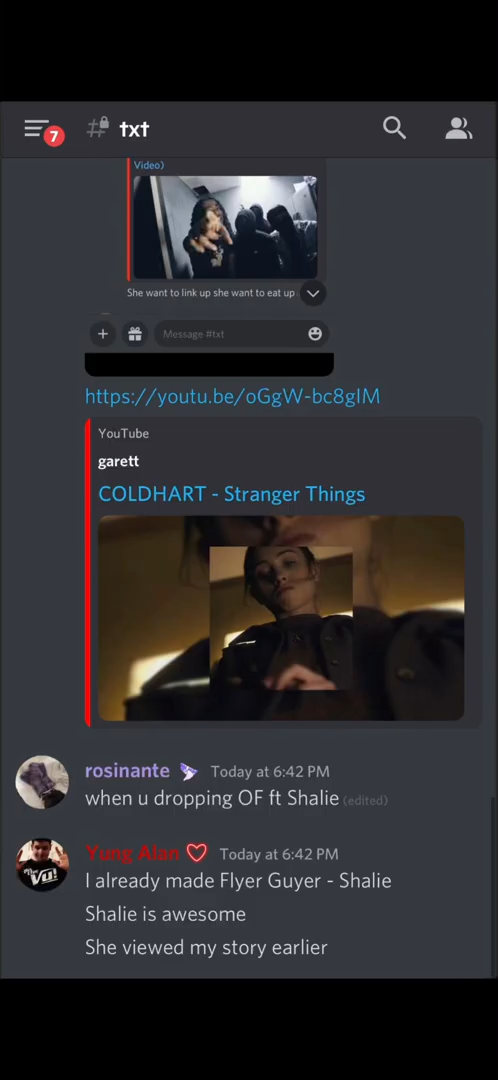 7
txt
Video)
She want to link up she want to eat up
Message #txt
https://youtu.be/oGgW-bc8gIM
YouTube
garett
COLDHART - Stranger Things
rosinante Today at 6:42 PM
when u dropping OF ft Shalie (edited)
Yung Alan Today at 6:42 PM
I already made Flyer Guyer - Shalie
Shalie is awesome
She viewed my story earlier